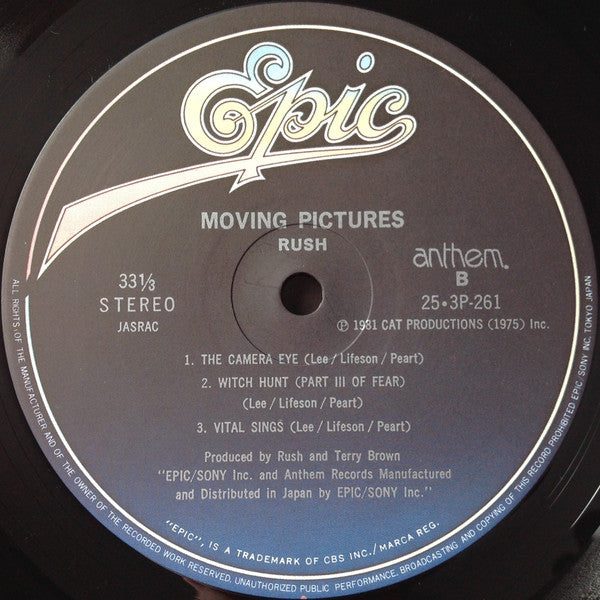 Epic
MOVING PICTURES
RUSH
anthem.
B
33⅓
STEREO
JASRAC
25・3P-261
Ⓟ 1981 CAT PRODUCTIONS (1975) Inc.
1. THE CAMERA EYE (Lee / Lifeson / Peart)
2. WITCH HUNT (PART III OF FEAR)
(Lee / Lifeson / Peart)
3. VITAL SINGS (Lee / Lifeson / Peart)
Produced by Rush and Terry Brown
"EPIC/SONY Inc. and Anthem Records Manufactured
and Distributed in Japan by EPIC/SONY Inc."
"EPIC", IS A TRADEMARK OF CBS INC./MARCA REG.
ALL RIGHTS OF THE MANUFACTURER AND OF THE OWNER OF THE RECORDED WORK RESERVED. UNAUTHORIZED PUBLIC PERFORMANCE. BROADCASTING AND COPYING OF THIS RECORD PROHIBITED EPIC/SONY INC. TOKYO JAPAN